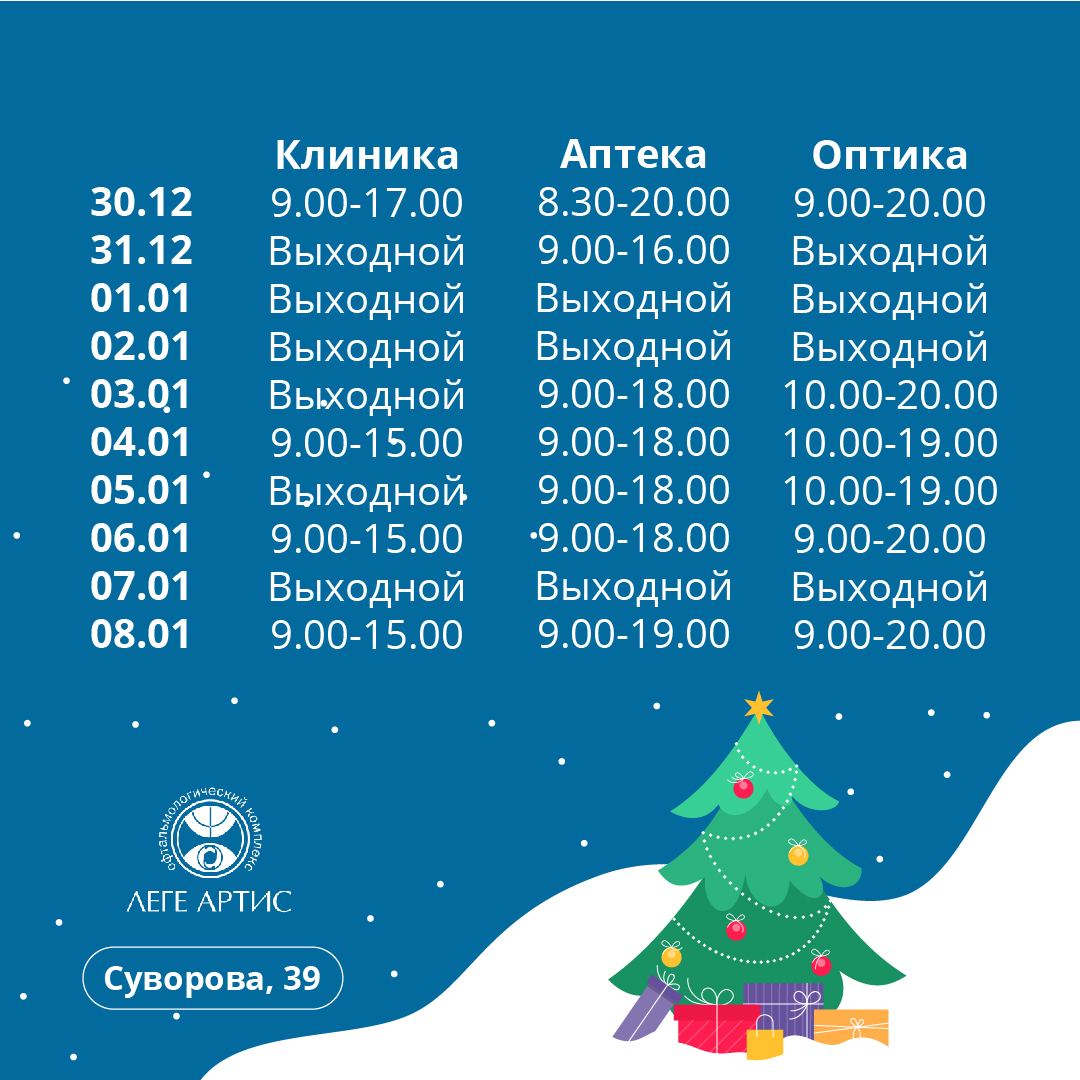 Клиника Аптека Оптика
30.12 9.00-17.00 8.30-20.00 9.00-20.00
31.12 Выходной 9.00-16.00 Выходной
01.01 Выходной Выходной Выходной
02.01 Выходной Выходной Выходной
03.01 Выходной 9.00-18.00 10.00-20.00
04.01 9.00-15.00 9.00-18.00 10.00-19.00
05.01 Выходной 9.00-18.00 10.00-19.00
06.01 9.00-15.00 9.00-18.00 9.00-20.00
07.01 Выходной Выходной Выходной
08.01 9.00-15.00 9.00-19.00 9.00-20.00
офтальмологический комплекс
ЛЕГЕ АРТИС
Суворова, 39